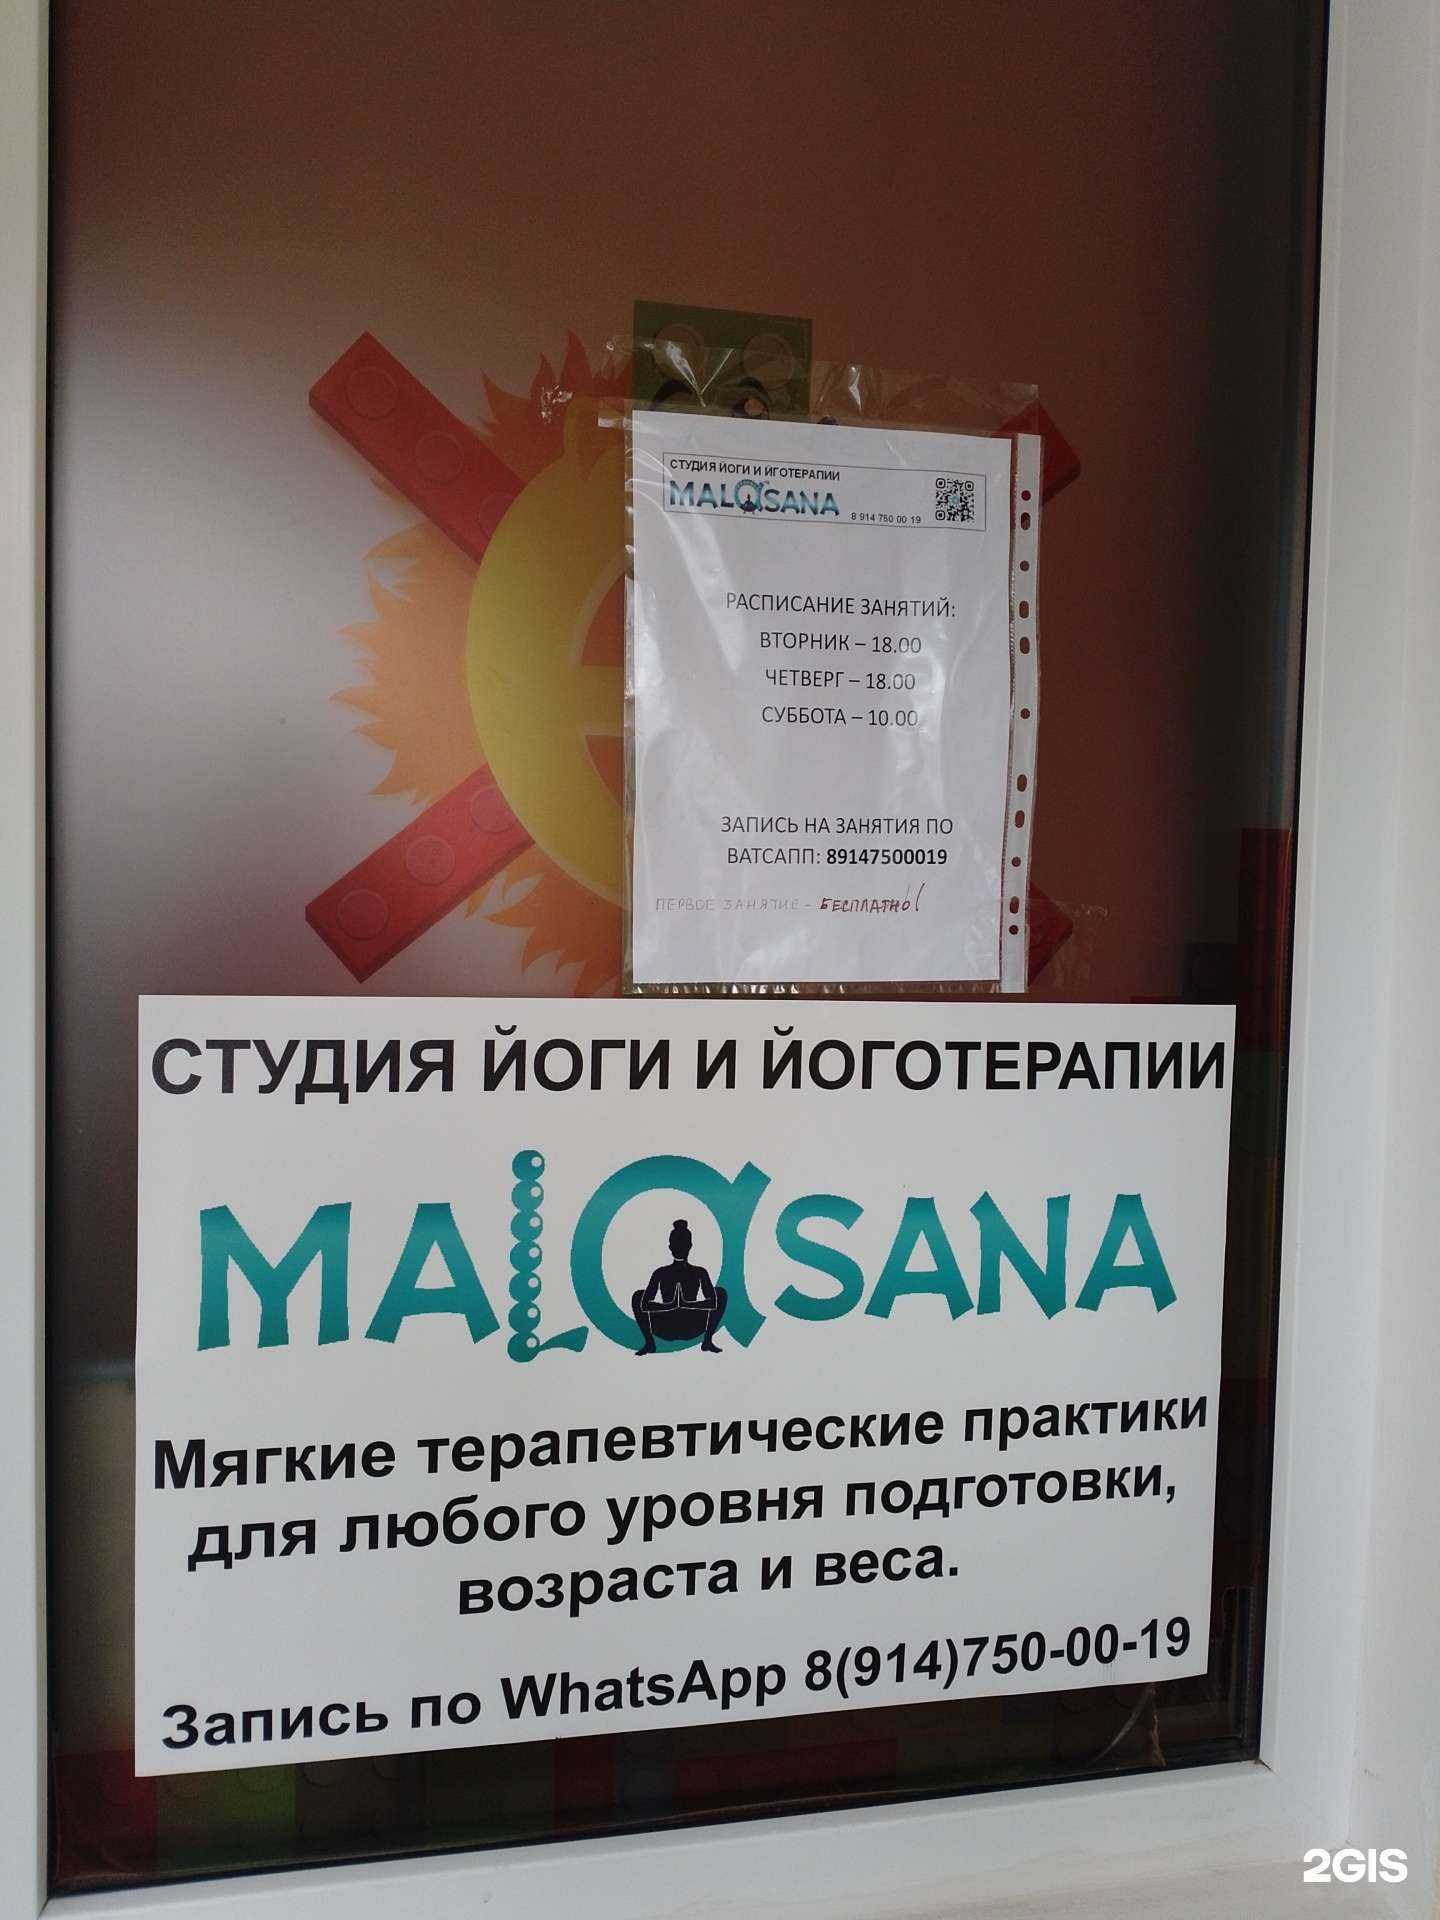 СТУДИЯ ЙОГИ И ЙГОТЕРАПИИ
MALASANA
8 914 750 00 19
РАСПИСАНИЕ ЗАНЯТИЙ:
ВТОРНИК – 18.00
ЧЕТВЕРГ – 18.00
СУББОТА – 10.00
ЗАПИСЬ НА ЗАНЯТИЯ ПО
ВАТСАПП: 89147500019
ПЕРВОЕ ЗАНЯТИЕ - БЕСПЛАТНО!
СТУДИЯ ЙОГИ И ЙОГОТЕРАПИИ
MALaSANA
Мягкие терапевтические практики
для любого уровня подготовки,
возраста и веса.
Запись по WhatsApp 8(914)750-00-19
2GIS